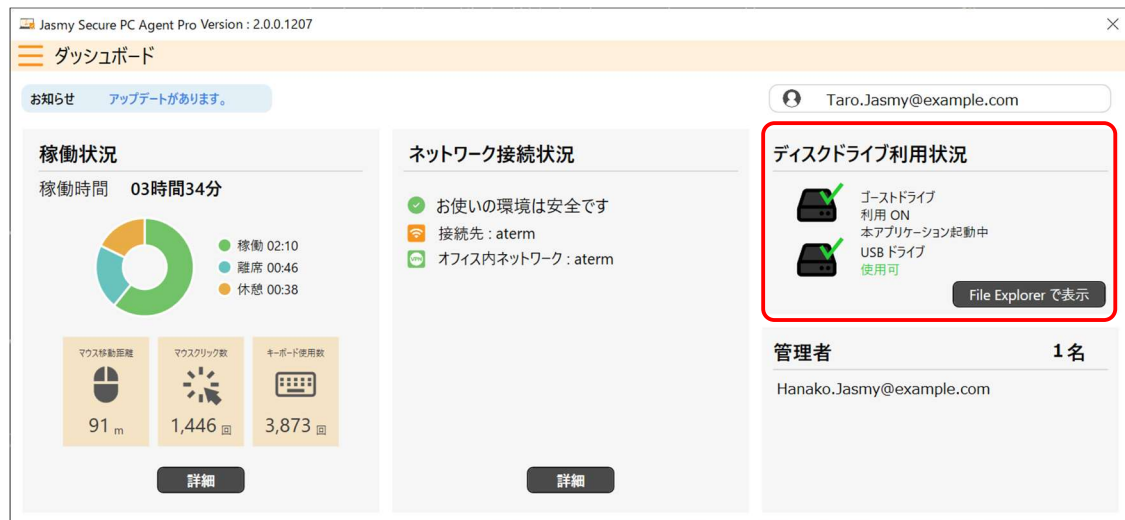 Jasmy Secure PC Agent Pro Version : 2.0.0.1207
ダッシュボード
お知らせ アップデートがあります。
Taro.Jasmy@example.com
稼働状況
稼働時間 03時間34分
稼働 02:10
離席 00:46
休憩 00:38
マウス移動距離
91 m
マウスクリック数
1,446 回
キーボード使用数
3,873 回
詳細
ネットワーク接続状況
お使いの環境は安全です
接続先 : aterm
VPN
オフィス内ネットワーク : aterm
詳細
ディスクドライブ利用状況
ゴーストドライブ
利用 ON
本アプリケーション起動中
USB ドライブ
使用可
File Explorer で表示
管理者 1名
Hanako.Jasmy@example.com